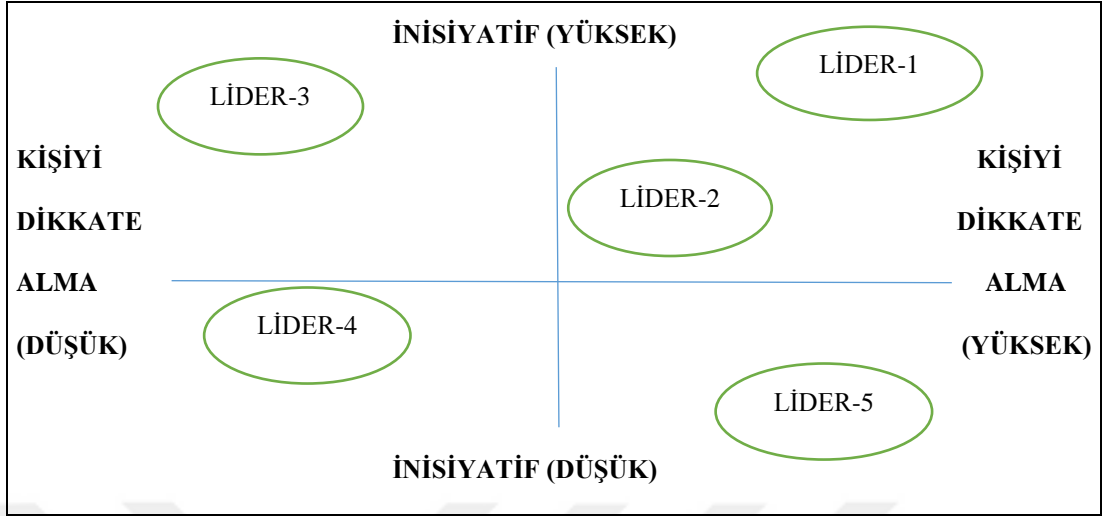 İNİSİYATİF (YÜKSEK)
LİDER-1
LİDER-3
KİŞİYİ
DİKKATE
ALMA
(DÜŞÜK)
LİDER-2
KİŞİYİ
DİKKATE
ALMA
(YÜKSEK)
LİDER-4
LİDER-5
İNİSİYATİF (DÜŞÜK)